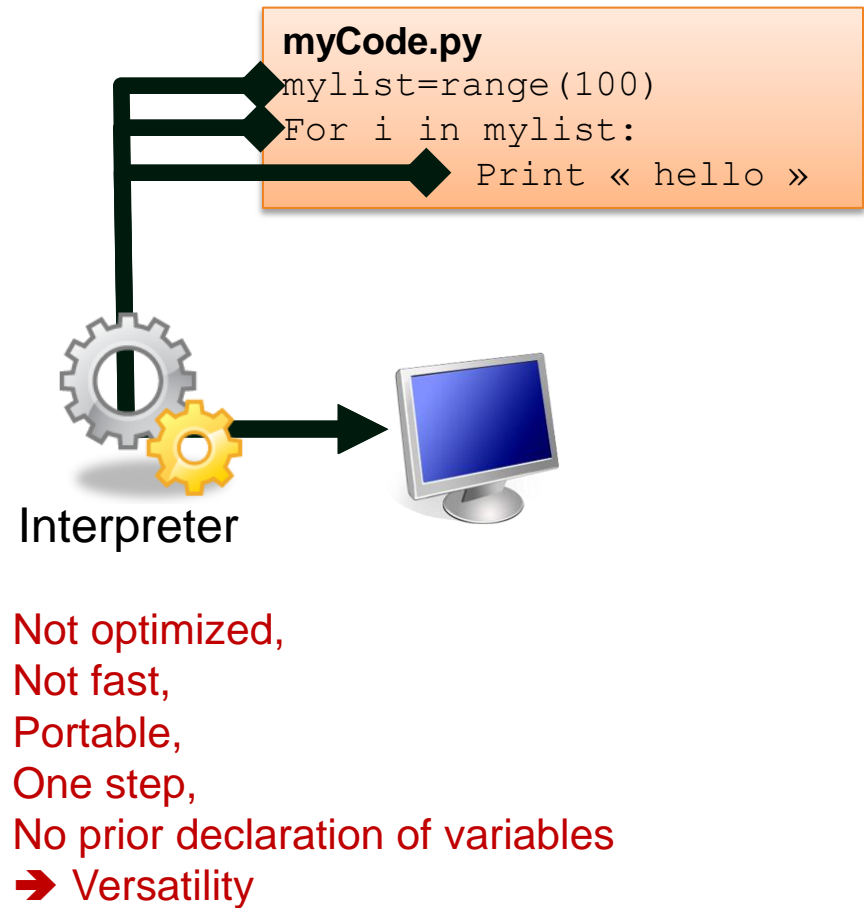 myCode.py
mylist=range(100)
For i in mylist:
Print « hello »
Interpreter
Not optimized,
Not fast,
Portable,
One step,
No prior declaration of variables
➔ Versatility